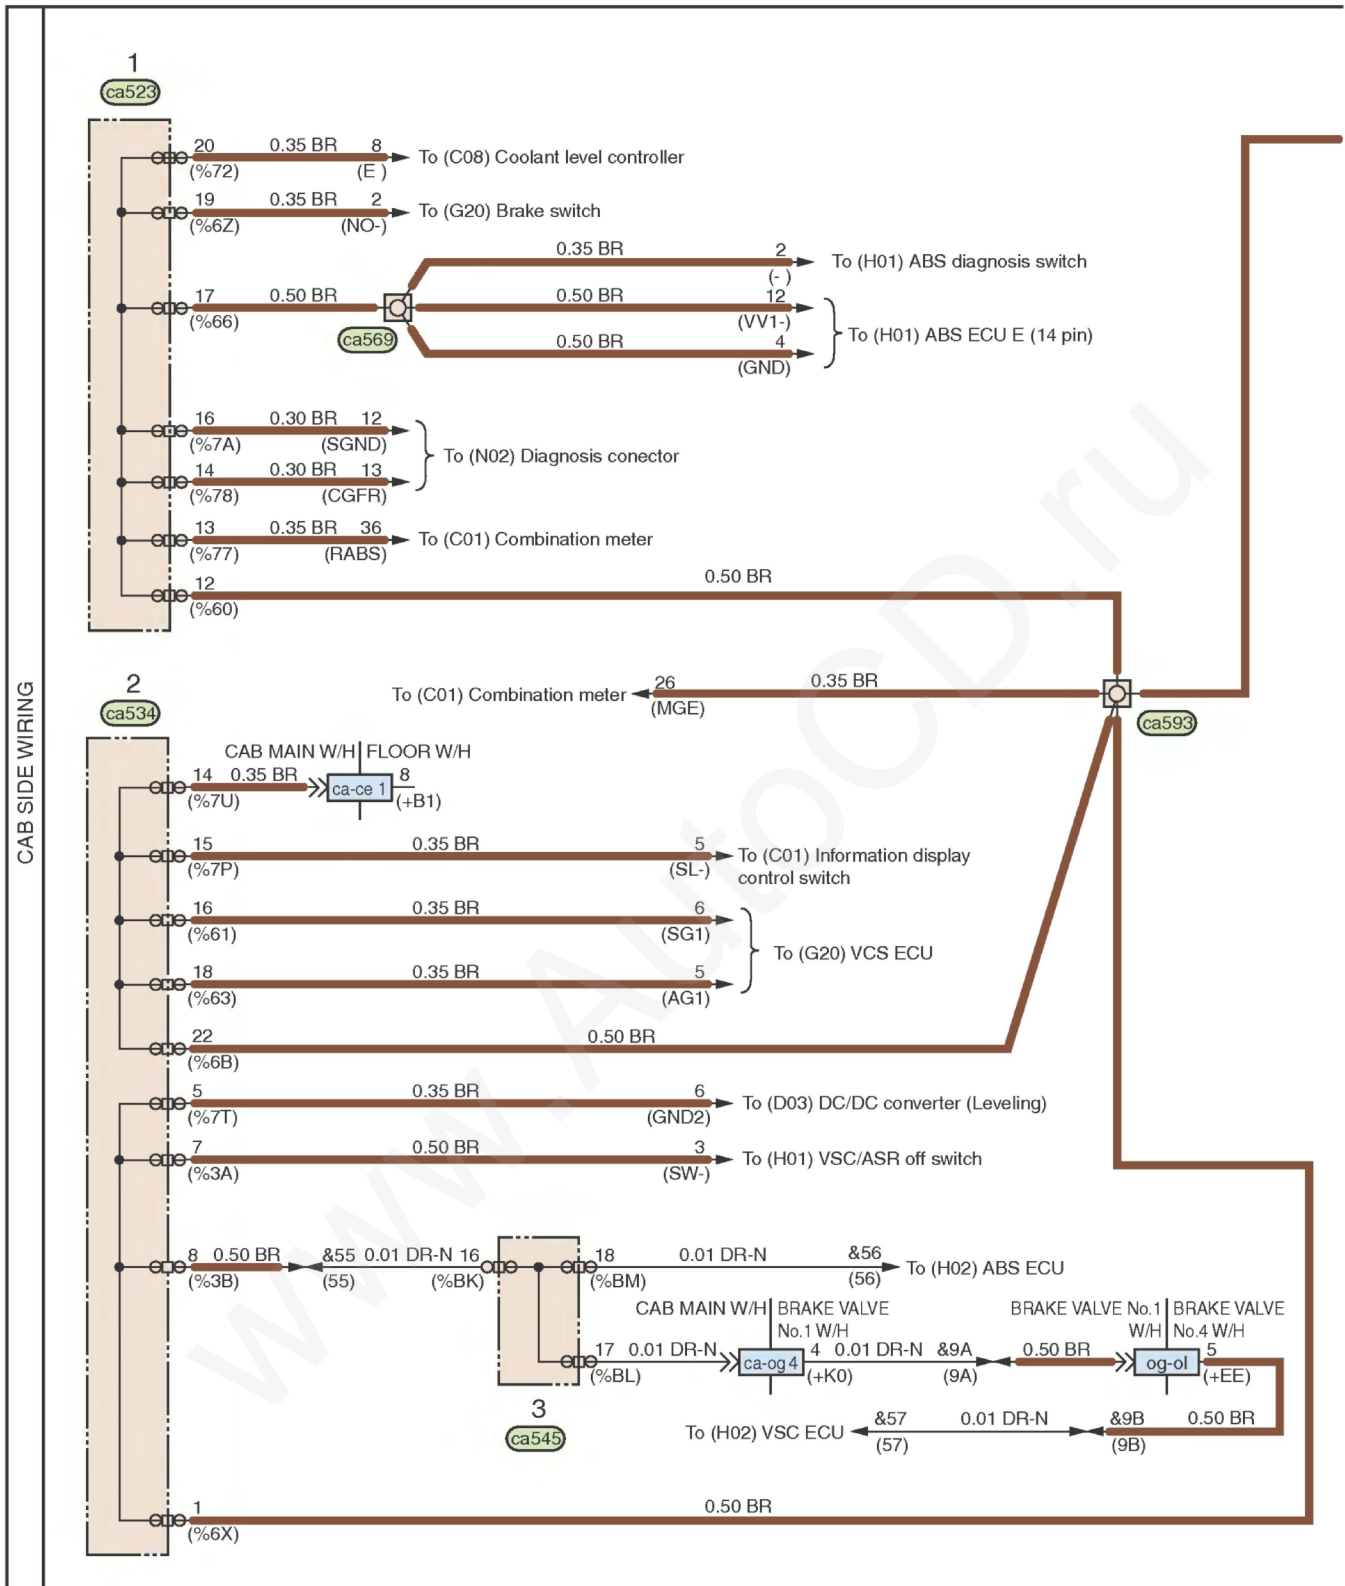 CAB SIDE WIRING
1
ca523
20 0.35 BR 8
(%72) (E )
To (C08) Coolant level controller
19 0.35 BR 2
(%6Z) (NO-)
To (G20) Brake switch
0.35 BR 2
(- )
To (H01) ABS diagnosis switch
17 0.50 BR
(%66)
ca569
0.50 BR 12
(VV1-)
0.50 BR 4
(GND)
To (H01) ABS ECU E (14 pin)
16 0.30 BR 12
(%7A) (SGND)
14 0.30 BR 13
(%78) (CGFR)
To (N02) Diagnosis conector
13 0.35 BR 36
(%77) (RABS)
To (C01) Combination meter
12 0.50 BR
(%60)
To (C01) Combination meter
26 0.35 BR
(MGE)
ca593
2
ca534
CAB MAIN W/H FLOOR W/H
14 0.35 BR
(%7U)
ca-ce 1
8
(+B1)
15 0.35 BR 5
(%7P) (SL-)
To (C01) Information display
control switch
16 0.35 BR 6
(%61) (SG1)
18 0.35 BR 5
(%63) (AG1)
To (G20) VCS ECU
22 0.50 BR
(%6B)
5 0.35 BR 6
(%7T) (GND2)
To (D03) DC/DC converter (Leveling)
7 0.50 BR 3
(%3A) (SW-)
To (H01) VSC/ASR off switch
8 0.50 BR &55 0.01 DR-N 16
(%3B) (55) (%BK)
18 0.01 DR-N &56
(%BM) (56)
To (H02) ABS ECU
CAB MAIN W/H BRAKE VALVE
No.1 W/H
BRAKE VALVE No.1
W/H
BRAKE VALVE
No.4 W/H
17 0.01 DR-N
(%BL)
ca-og 4
4 0.01 DR-N &9A
(+K0) (9A)
0.50 BR
og-ol
5
(+EE)
3
ca545
To (H02) VSC ECU
&57 0.01 DR-N &9B 0.50 BR
(57) (9B)
1 0.50 BR
(%6X)
www.AutoCD.ru